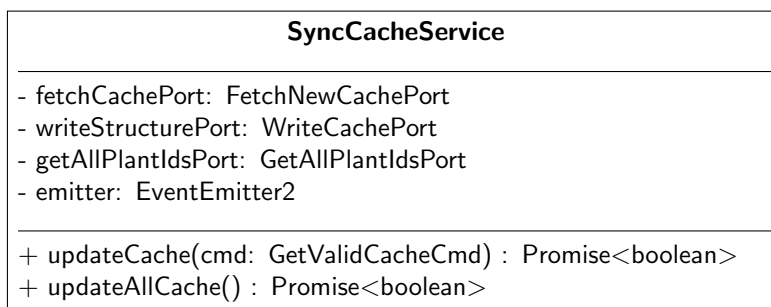 SyncCacheService
- fetchCachePort: FetchNewCachePort
- writeStructurePort: WriteCachePort
- getAllPlantIdsPort: GetAllPlantIdsPort
- emitter: EventEmitter2
+ updateCache(cmd: GetValidCacheCmd) : Promise<boolean>
+ updateAllCache() : Promise<boolean>